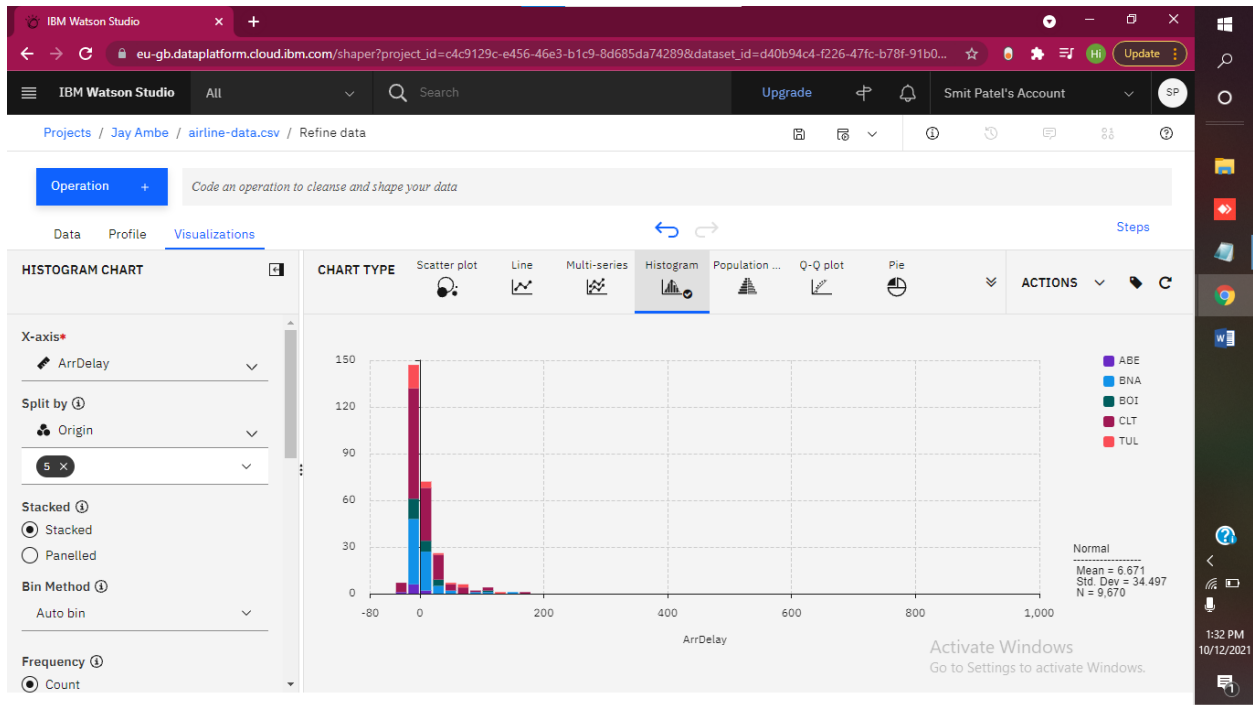 IBM Watson Studio
eu-gb.dataplatform.cloud.ibm.com/shaper?project_id=c4c9129c-e456-46e3-b1c9-8d685da74289&dataset_id=d40b94c4-f226-47fc-b78f-91b0...
Hi Update
IBM Watson Studio All Search Upgrade Smit Patel's Account SP
Projects / Jay Ambe / airline-data.csv / Refine data
Operation + Code an operation to cleanse and shape your data
Data Profile Visualizations Steps
HISTOGRAM CHART
CHART TYPE Scatter plot Line Multi-series Histogram Population ... Q-Q plot Pie ACTIONS
X-axis*
ArrDelay
Split by
Origin
5 ×
Stacked
Stacked
Panelled
Bin Method
Auto bin
Frequency
Count
150
120
90
60
30
0
-80 0 200 400 600 800 1,000
ArrDelay
ABE
BNA
BOI
CLT
TUL
Normal
Mean = 6.671
Std. Dev = 34.497
N = 9,670
Activate Windows
Go to Settings to activate Windows.
1:32 PM
10/12/2021
1